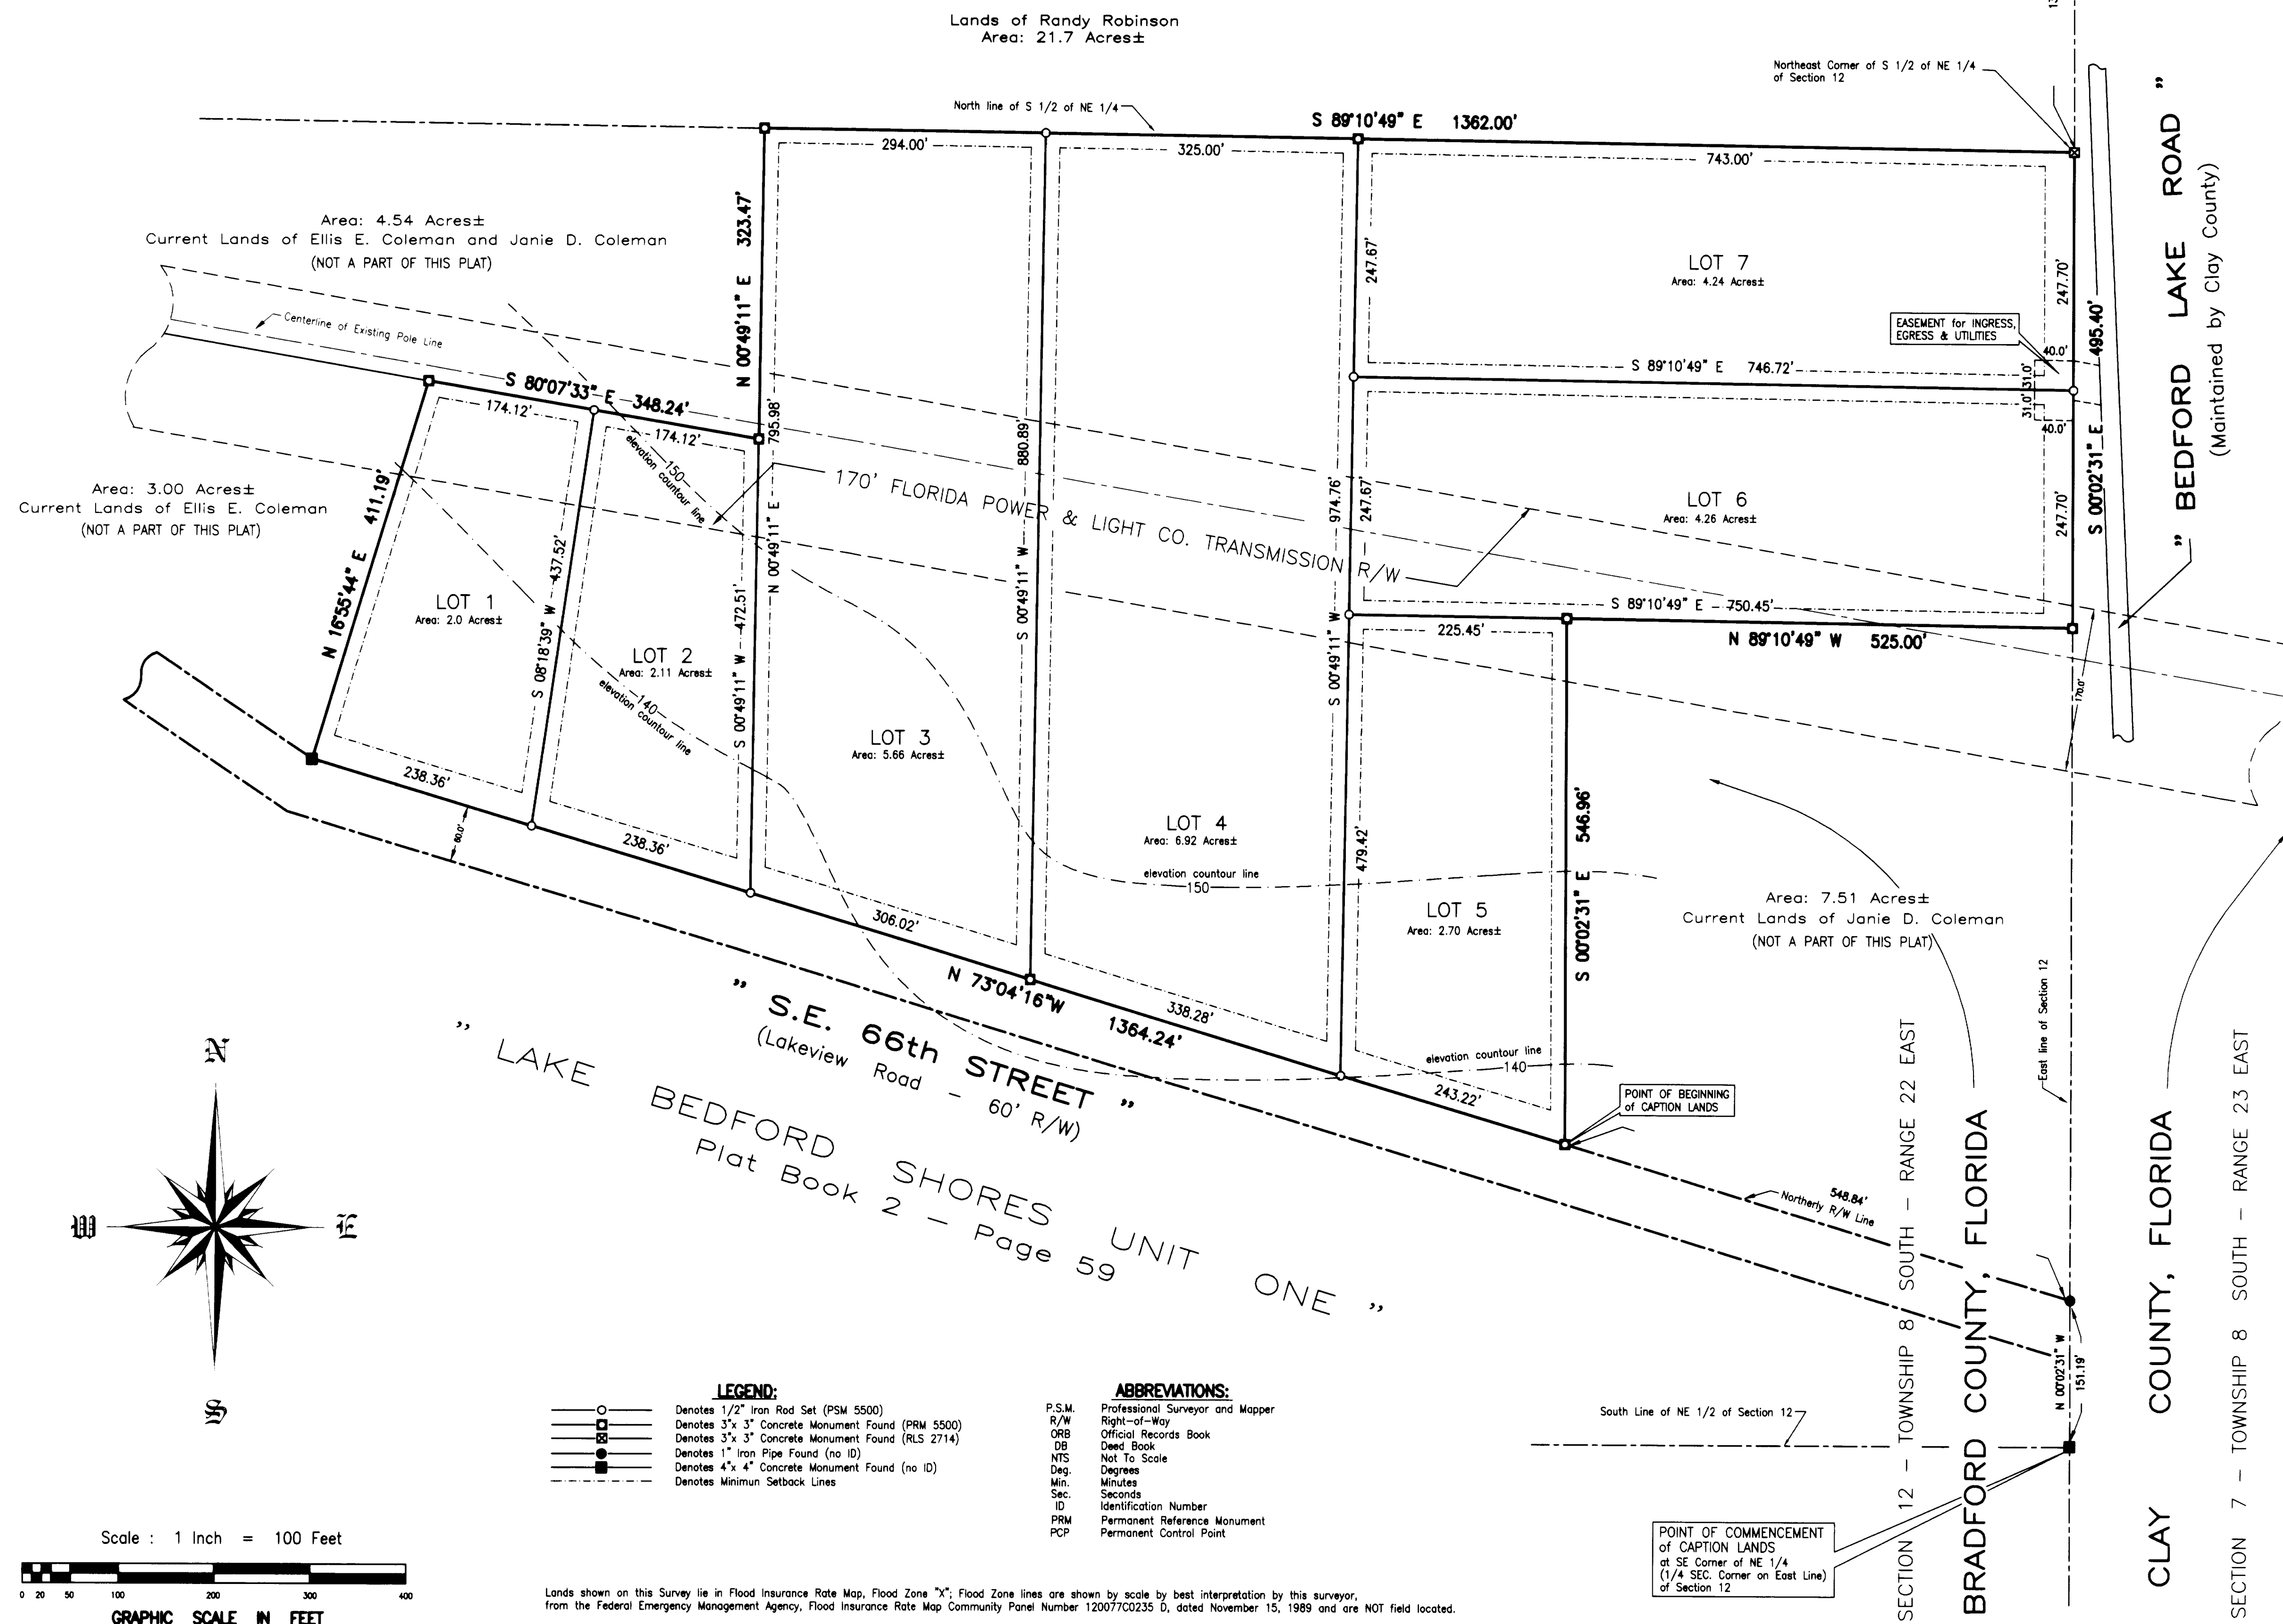 Lands of Randy Robinson
Area: 21.7 Acres±
Northeast Corner of S 1/2 of NE 1/4
of Section 12
North line of S 1/2 of NE 1/4
S 89°10'49" E 1362.00'
294.00'
325.00'
743.00'
" BEDFORD LAKE ROAD "
(Maintained by Clay County)
Area: 4.54 Acres±
Current Lands of Ellis E. Coleman and Janie D. Coleman
(NOT A PART OF THIS PLAT)
N 00°49'11" E 323.47'
247.67'
LOT 7
Area: 4.24 Acres±
247.70'
S 00°02'31" E 495.40'
EASEMENT for INGRESS,
EGRESS & UTILITIES
40.0'
31.0'
31.0'
40.0'
Centerline of Existing Pole Line
S 80°07'33" E 348.24'
174.12'
174.12'
S 89°10'49" E 746.72'
795.98'
N 00°49'11" E
880.89'
S 00°49'11" W
974.76'
S 00°49'11" W
247.67'
elevation countour line
150
170' FLORIDA POWER & LIGHT CO. TRANSMISSION R/W
LOT 6
Area: 4.26 Acres±
247.70'
Area: 3.00 Acres±
Current Lands of Ellis E. Coleman
(NOT A PART OF THIS PLAT)
N 16°55'44" E 411.19'
LOT 1
Area: 2.0 Acres±
S 08°18'39" W 437.52'
LOT 2
Area: 2.11 Acres±
140
elevation countour line
S 00°49'11" W 472.51'
S 89°10'49" E 750.45'
225.45'
N 89°10'49" W 525.00'
170.0'
LOT 3
Area: 5.66 Acres±
LOT 4
Area: 6.92 Acres±
479.42'
S 00°02'31" E 546.96'
238.36'
60.0'
238.36'
306.02'
elevation countour line
150
LOT 5
Area: 2.70 Acres±
Area: 7.51 Acres±
Current Lands of Janie D. Coleman
(NOT A PART OF THIS PLAT)
N 73°04'16"W 1364.24'
338.28'
elevation countour line
140
243.22'
" S.E. 66th STREET "
(Lakeview Road - 60' R/W)
" LAKE BEDFORD SHORES UNIT ONE "
Plat Book 2 - Page 59
POINT OF BEGINNING
of CAPTION LANDS
548.84'
Northerly R/W Line
East line of Section 12
N 00°02'31" W
151.19'
SECTION 12 - TOWNSHIP 8 SOUTH - RANGE 22 EAST
BRADFORD COUNTY, FLORIDA
CLAY COUNTY, FLORIDA
SECTION 7 - TOWNSHIP 8 SOUTH - RANGE 23 EAST
N
W
E
S
LEGEND:
Denotes 1/2" Iron Rod Set (PSM 5500)
Denotes 3"x 3" Concrete Monument Found (PRM 5500)
Denotes 3"x 3" Concrete Monument Found (RLS 2714)
Denotes 1" Iron Pipe Found (no ID)
Denotes 4"x 4" Concrete Monument Found (no ID)
Denotes Minimun Setback Lines
ABBREVIATIONS:
P.S.M. Professional Surveyor and Mapper
R/W Right-of-Way
ORB Official Records Book
DB Deed Book
NTS Not To Scale
Deg. Degrees
Min. Minutes
Sec. Seconds
ID Identification Number
PRM Permanent Reference Monument
PCP Permanent Control Point
South Line of NE 1/2 of Section 12
POINT OF COMMENCEMENT
of CAPTION LANDS
at SE Corner of NE 1/4
(1/4 SEC. Corner on East Line)
of Section 12
Scale : 1 Inch = 100 Feet
0 20 50 100 200 300 400
GRAPHIC SCALE IN FEET
Lands shown on this Survey lie in Flood Insurance Rate Map, Flood Zone "X"; Flood Zone lines are shown by scale by best interpretation by this surveyor,
from the Federal Emergency Management Agency, Flood Insurance Rate Map Community Panel Number 120077C0235 D, dated November 15, 1989 and are NOT field located.